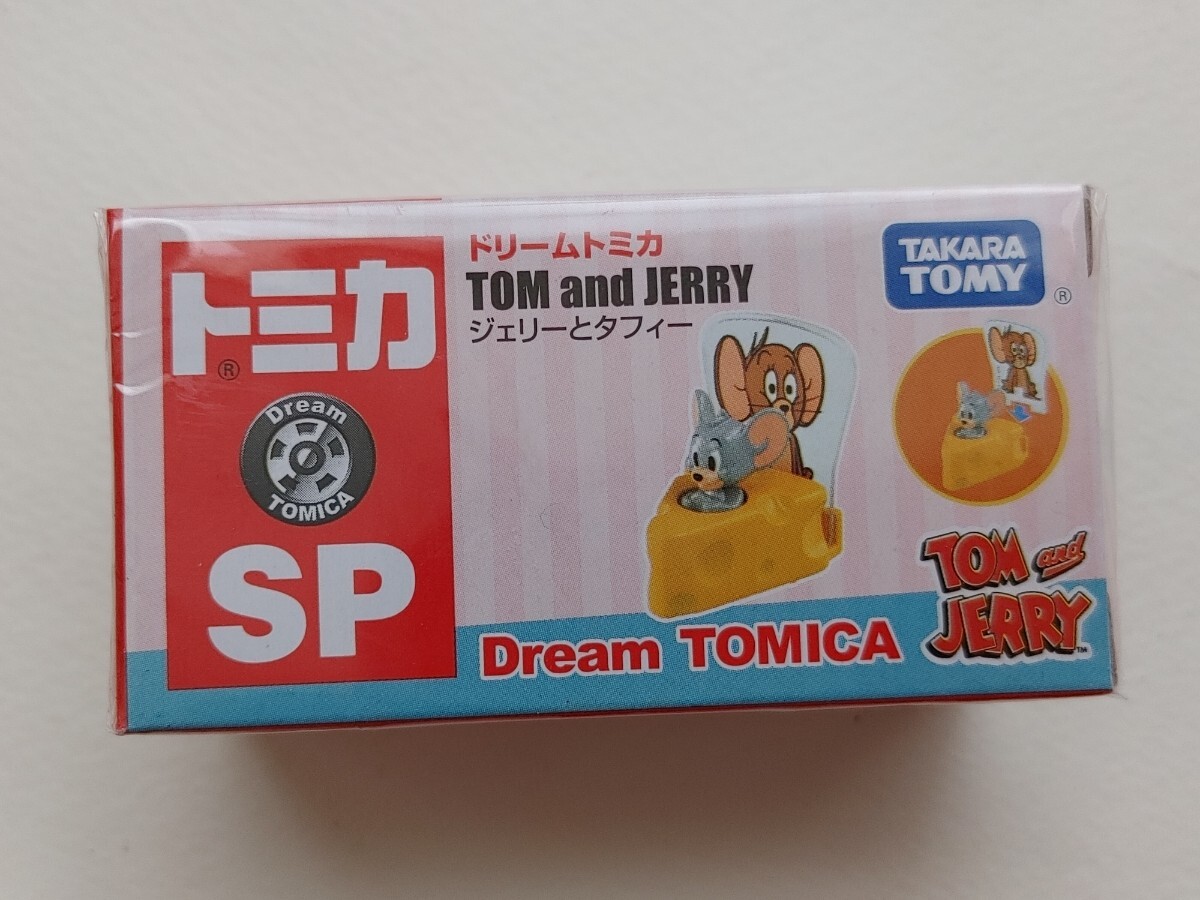 トミカ
®
Dream
TOMICA
SP
ドリームトミカ
TOM and JERRY
ジェリーとタフィー
TAKARA
TOMY
®
Dream TOMICA
TOM and
JERRY
TM